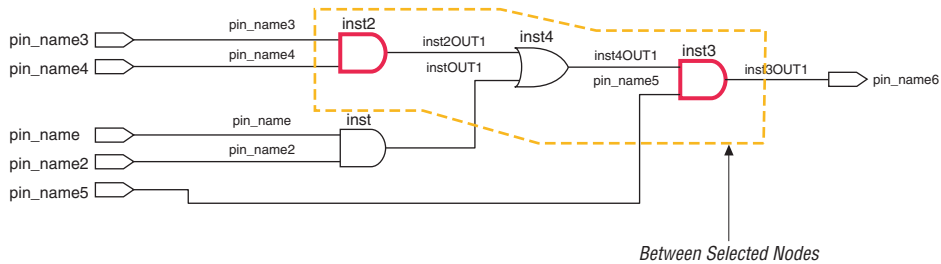 inst2
pin_name3
pin_name3
inst4
pin_name4
pin_name4
inst2OUT1
instOUT1
inst4OUT1
pin_name5
inst3
inst3OUT1
pin_name6
pin_name
pin_name
inst
pin_name2
pin_name2
pin_name5
Between Selected Nodes